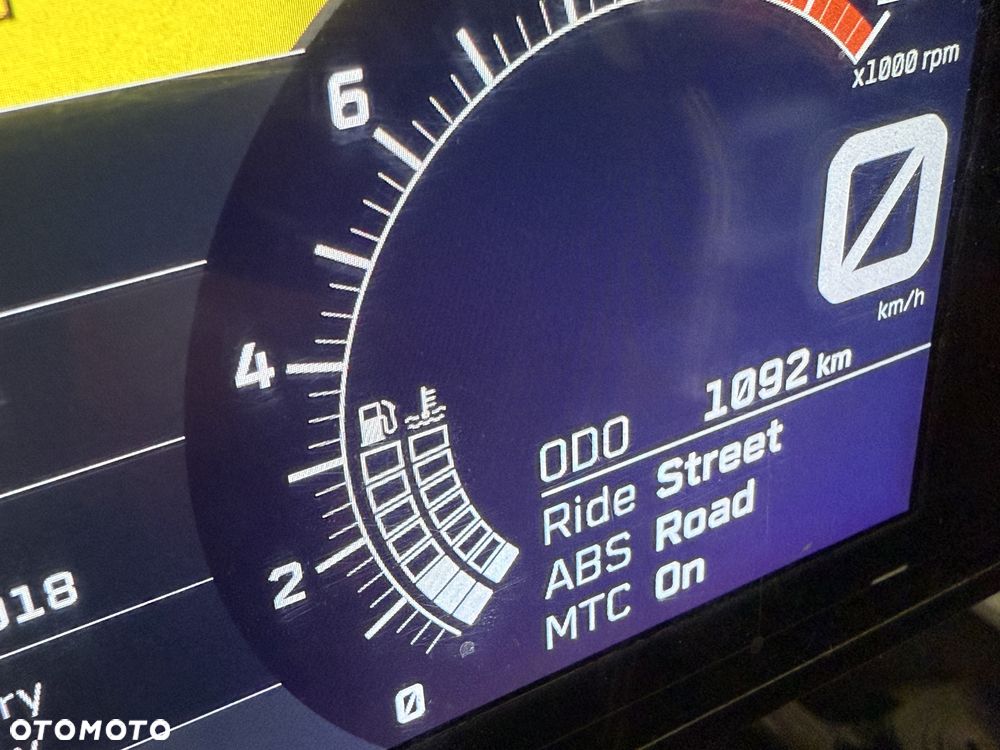 6
x1000 rpm
0
km/h
4
ODO 1092 km
Ride Street
ABS Road
MTC On
2
0
OTOMOTO